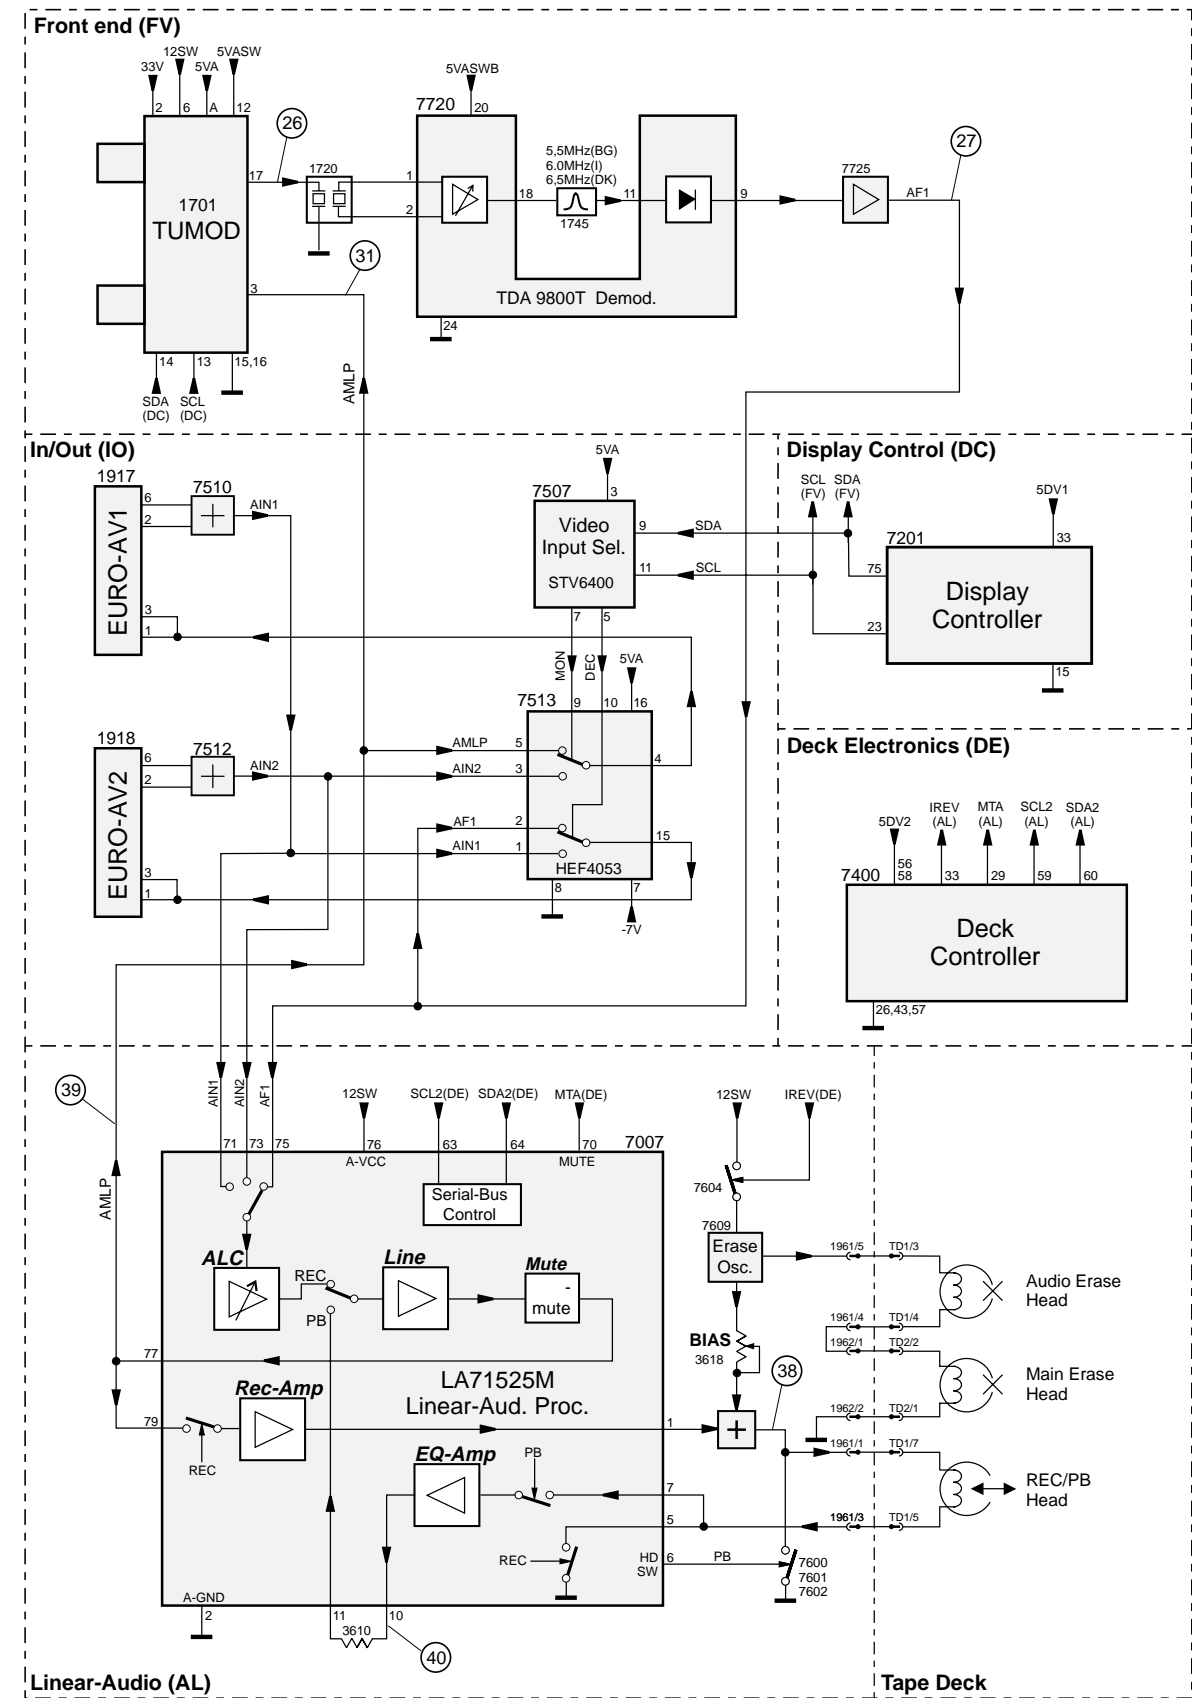 Front end (FV)
12SW
5VASW
33V
5VA
2
6
A
12
17
26
1720
1701
TUMOD
3
31
14
13
15,16
SDA
(DC)
SCL
(DC)
AMLP
5VASWB
7720
20
1
2
18
5,5MHz(BG)
6.0MHz(I)
6,5MHz(DK)
1745
11
9
TDA 9800T Demod.
24
7725
AF1
27
In/Out (IO)
1917
EURO-AV1
6
2
3
1
7510
AIN1
1918
EURO-AV2
6
2
3
1
7512
AIN2
5VA
7507
3
Video
Input Sel.
STV6400
9
SDA
11
SCL
7
5
MON
DEC
5VA
7513
9
10
16
AMLP
5
AIN2
3
4
AF1
2
AIN1
1
15
HEF4053
8
7
-7V
Display Control (DC)
SCL
(FV)
SDA
(FV)
5DV1
7201
33
75
23
Display
Controller
15
Deck Electronics (DE)
5DV2
IREV
(AL)
MTA
(AL)
SCL2
(AL)
SDA2
(AL)
7400
56
58
33
29
59
60
Deck
Controller
26,43,57
39
AMLP
AIN1
AIN2
AF1
71
73
75
12SW
76
A-VCC
SCL2(DE)
63
SDA2(DE)
64
MTA(DE)
70
MUTE
7007
Serial-Bus
Control
ALC
REC
PB
Line
Mute
-
mute
77
LA71525M
Linear-Aud. Proc.
Rec-Amp
79
REC
1
EQ-Amp
PB
7
5
REC
HD
SW
6
PB
A-GND
2
11
10
3610
40
12SW
IREV(DE)
7604
7609
Erase
Osc.
BIAS
3618
38
7600
7601
7602
1961/5
TD1/3
1961/4
TD1/4
1962/1
TD2/2
1962/2
TD2/1
1961/1
TD1/7
1961/3
TD1/5
Audio Erase
Head
Main Erase
Head
REC/PB
Head
Linear-Audio (AL)
Tape Deck